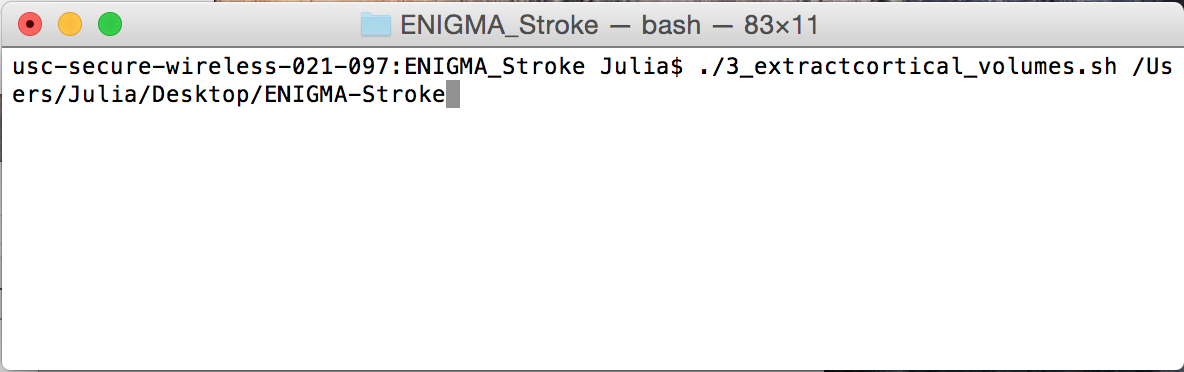 ENIGMA_Stroke — bash — 83×11
usc-secure-wireless-021-097:ENIGMA_Stroke Julia$ ./3_extractcortical_volumes.sh /Us
ers/Julia/Desktop/ENIGMA-Stroke